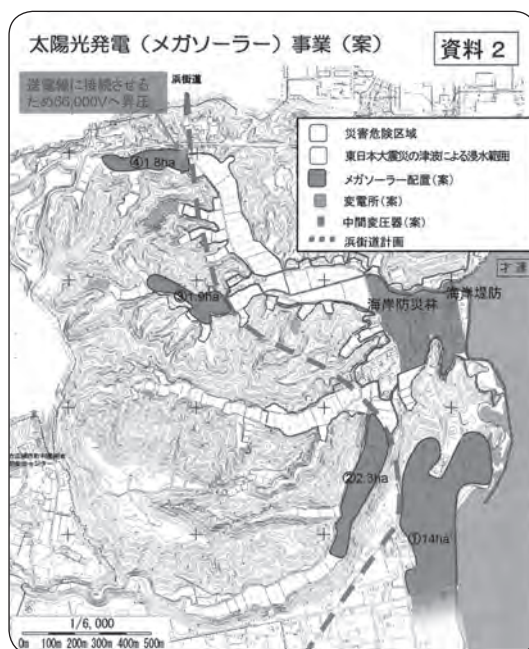 太陽光発電（メガソーラー）事業（案）
資料2
送電線に接続させる
ため66,000Vへ昇圧
浜街道
災害危険区域
東日本大震災の津波による浸水範囲
メガソーラー配置（案）
変電所（案）
中間変圧器（案）
浜街道計画
④1.8ha
③1.9ha
海岸防災林
海岸堤防
②2.3ha
①14ha
1/6,000
0m 100m 200m 300m 400m 500m